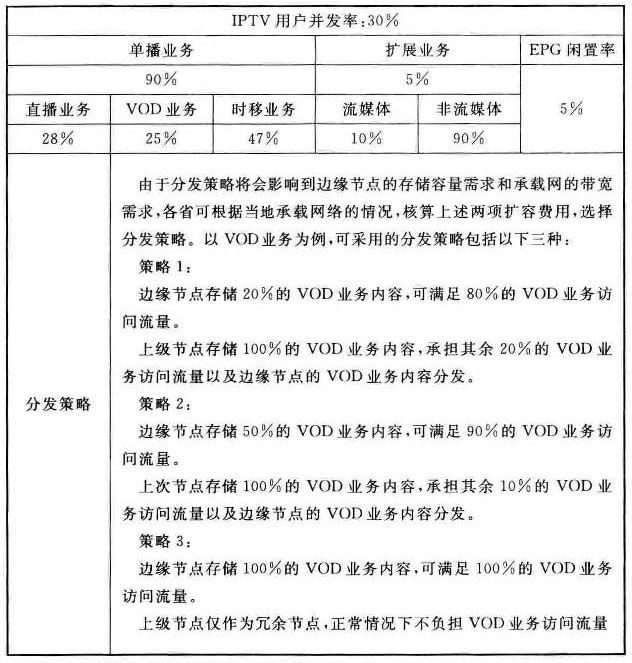 IPTV 用户并发率:30%
单播业务 扩展业务 EPG 闲置率
90% 5% 5%
直播业务 VOD 业务 时移业务 流媒体 非流媒体
28% 25% 47% 10% 90%
分发策略
由于分发策略将会影响到边缘节点的存储容量需求和承载网的带宽
需求,各省可根据当地承载网络的情况,核算上述两项扩容费用,选择
分发策略。以 VOD 业务为例,可采用的分发策略包括以下三种:
策略 1:
边缘节点存储 20%的 VOD 业务内容,可满足 80%的 VOD 业务访
问流量。
上级节点存储 100%的 VOD 业务内容,承担其余 20%的 VOD 业
务访问流量以及边缘节点的 VOD 业务内容分发。
策略 2:
边缘节点存储 50%的 VOD 业务内容,可满足 90%的 VOD 业务访
问流量。
上次节点存储 100%的 VOD 业务内容,承担其余 10%的 VOD 业
务访问流量以及边缘节点的 VOD 业务内容分发。
策略 3:
边缘节点存储 100%的 VOD 业务内容,可满足 100%的 VOD 业务
访问流量。
上级节点仅作为冗余节点,正常情况下不负担 VOD 业务访问流量